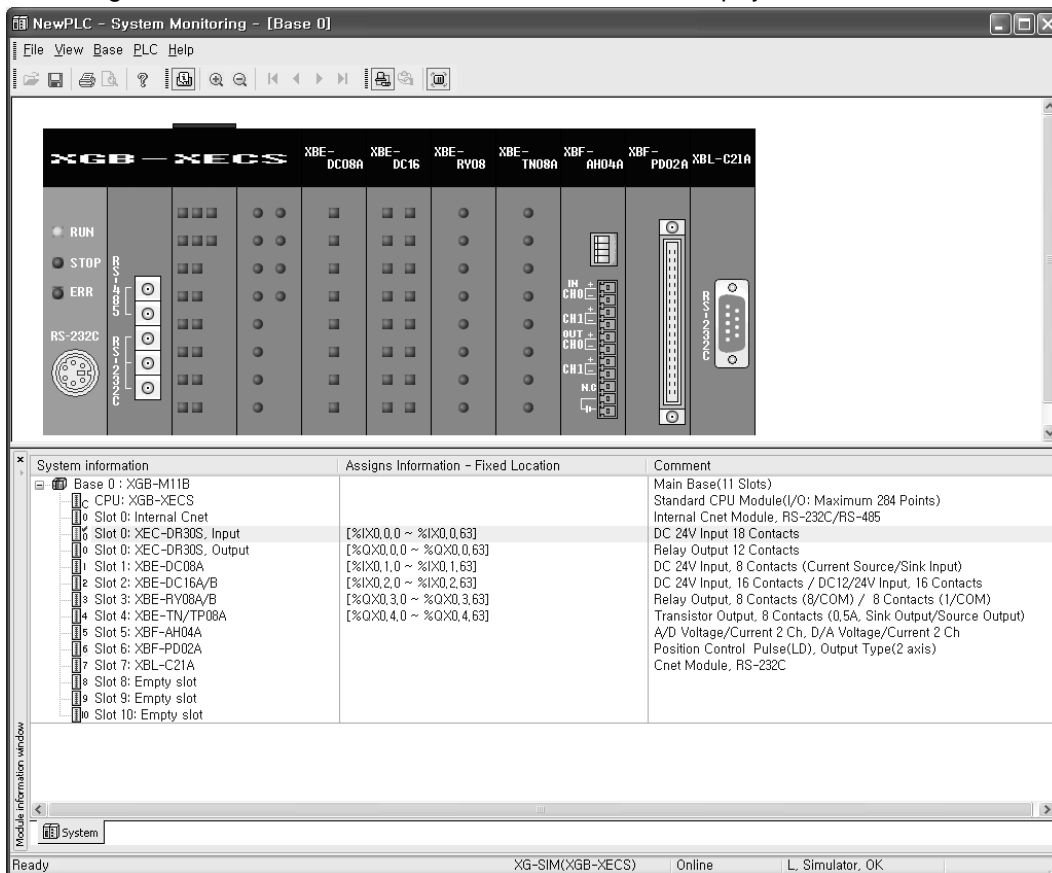 NewPLC - System Monitoring - [Base 0]
File View Base PLC Help
XGB — XECS
XBE- DC08A
XBE- DC16
XBE- RY08
XBE- TN08A
XBF- AH04A
XBF- PD02A
XBL-C21A
RUN
STOP
ERR
RS-232C
RS-485
RS-232C
IN CH0 + -
CH1 + -
OUT CH0 + -
CH1 + -
N.C
RS-232C
System information Assigns Information - Fixed Location Comment
Base 0 : XGB-M11B Main Base(11 Slots)
CPU: XGB-XECS Standard CPU Module(I/O: Maximum 284 Points)
Slot 0: Internal Cnet Internal Cnet Module, RS-232C/RS-485
Slot 0: XEC-DR30S, Input [%IX0,0,0 ~ %IX0,0,63] DC 24V Input 18 Contacts
Slot 0: XEC-DR30S, Output [%QX0,0,0 ~ %QX0,0,63] Relay Output 12 Contacts
Slot 1: XBE-DC08A [%IX0,1,0 ~ %IX0,1,63] DC 24V Input, 8 Contacts (Current Source/Sink Input)
Slot 2: XBE-DC16A/B [%IX0,2,0 ~ %IX0,2,63] DC 24V Input, 16 Contacts / DC12/24V Input, 16 Contacts
Slot 3: XBE-RY08A/B [%QX0,3,0 ~ %QX0,3,63] Relay Output, 8 Contacts (8/COM) / 8 Contacts (1/COM)
Slot 4: XBE-TN/TP08A [%QX0,4,0 ~ %QX0,4,63] Transistor Output, 8 Contacts (0,5A, Sink Output/Source Output)
Slot 5: XBF-AH04A A/D Voltage/Current 2 Ch, D/A Voltage/Current 2 Ch
Slot 6: XBF-PD02A Position Control Pulse(LD), Output Type(2 axis)
Slot 7: XBL-C21A Cnet Module, RS-232C
Slot 8: Empty slot
Slot 9: Empty slot
Slot 10: Empty slot
Module information window
System
Ready XG-SIM(XGB-XECS) Online L, Simulator, OK